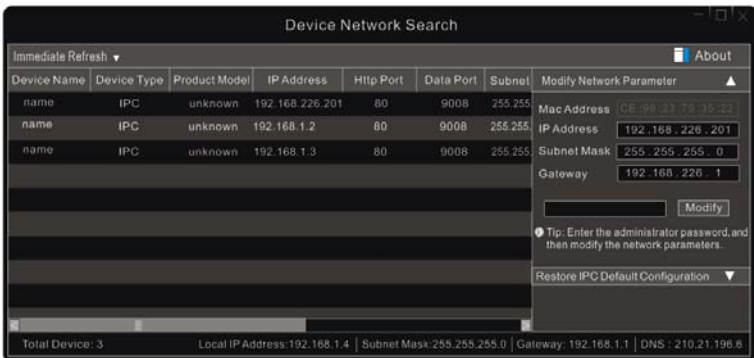 Device Network Search
Immediate Refresh ▼
About
Device Name Device Type Product Model IP Address Http Port Data Port Subnet
name IPC unknown 192.168.226.201 80 9008 255.255
name IPC unknown 192.168.1.2 80 9008 255.255.
name IPC unknown 192.168.1.3 80 9008 255.255.
Modify Network Parameter ▲
Mac Address CE:98:23:75:35:22
IP Address 192.168.226.201
Subnet Mask 255.255.255.0
Gateway 192.168.226.1
Modify
Tip: Enter the administrator password, and
then modify the network parameters.
Restore IPC Default Configuration ▼
Total Device: 3 Local IP Address:192.168.1.4 Subnet Mask:255.255.255.0 Gateway: 192.168.1.1 DNS : 210.21.196.6